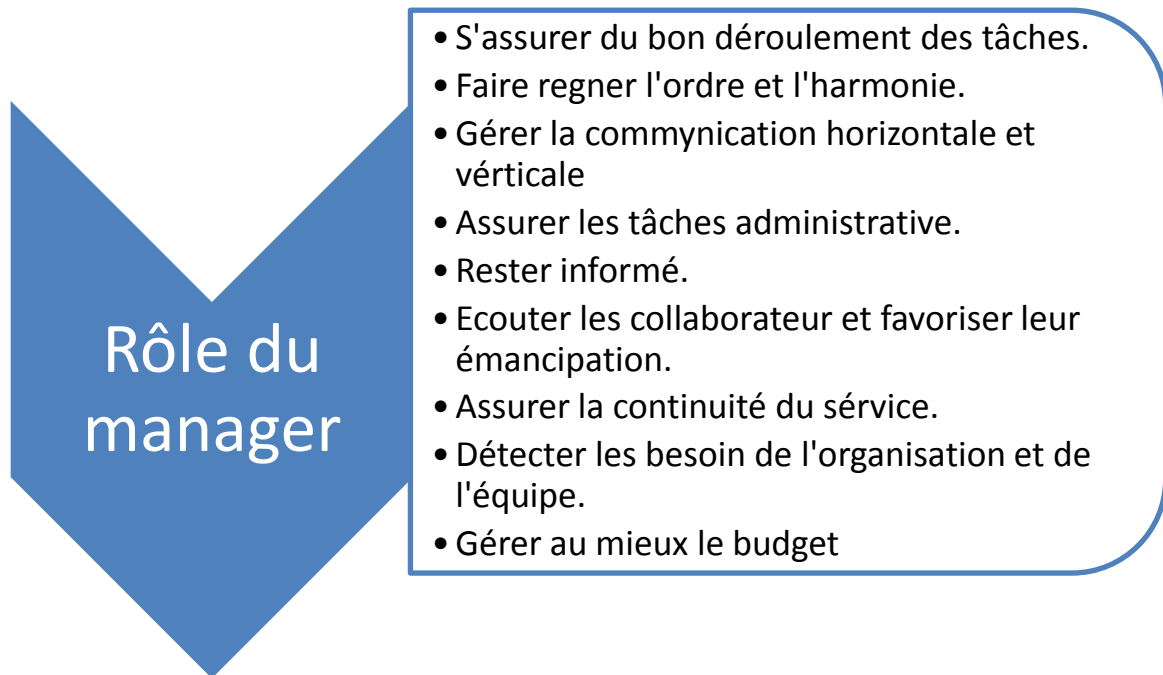 Rôle du
manager
• S'assurer du bon déroulement des tâches.
• Faire regner l'ordre et l'harmonie.
• Gérer la commynication horizontale et
vérticale
• Assurer les tâches administrative.
• Rester informé.
• Ecouter les collaborateur et favoriser leur
émancipation.
• Assurer la continuité du sérvice.
• Détecter les besoin de l'organisation et de
l'équipe.
• Gérer au mieux le budget